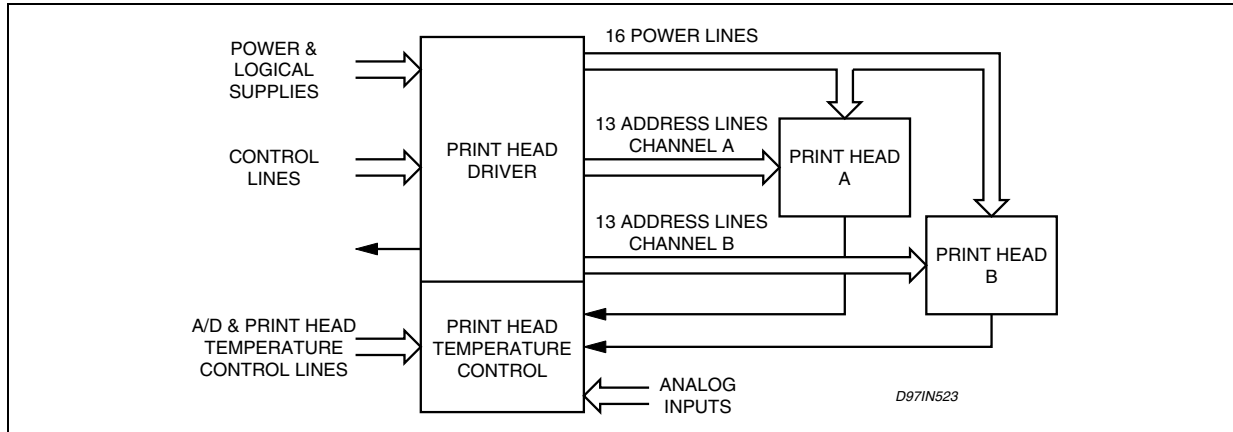 16 POWER LINES
POWER &
LOGICAL
SUPPLIES
13 ADDRESS LINES
CHANNEL A
CONTROL
LINES
PRINT HEAD
DRIVER
PRINT HEAD
A
13 ADDRESS LINES
CHANNEL B
PRINT HEAD
B
A/D & PRINT HEAD
TEMPERATURE
CONTROL LINES
PRINT HEAD
TEMPERATURE
CONTROL
ANALOG
INPUTS
D97IN523